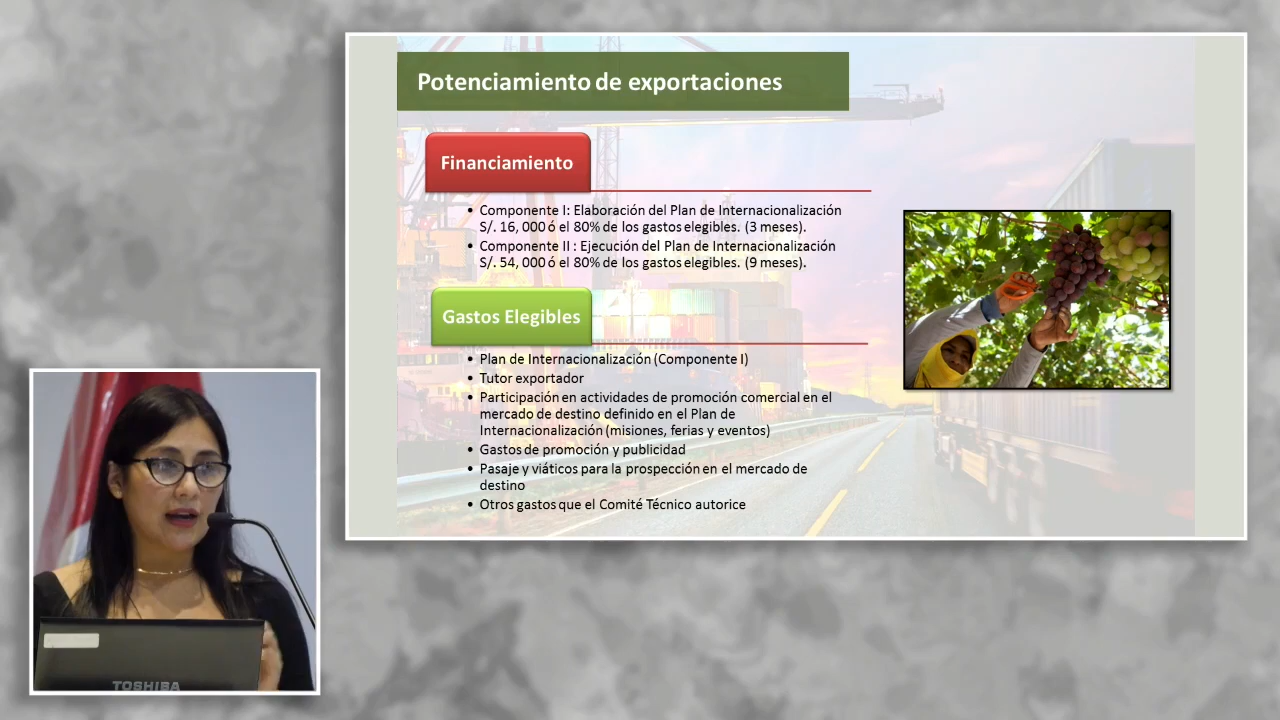 Potenciamiento de exportaciones
Financiamiento
• Componente I: Elaboración del Plan de Internacionalización
S/. 16, 000 ó el 80% de los gastos elegibles. (3 meses).
• Componente II : Ejecución del Plan de Internacionalización
S/. 54, 000 ó el 80% de los gastos elegibles. (9 meses).
Gastos Elegibles
• Plan de Internacionalización (Componente I)
• Tutor exportador
• Participación en actividades de promoción comercial en el
mercado de destino definido en el Plan de
Internacionalización (misiones, ferias y eventos)
• Gastos de promoción y publicidad
• Pasaje y viáticos para la prospección en el mercado de
destino
• Otros gastos que el Comité Técnico autorice
TOSHIBA